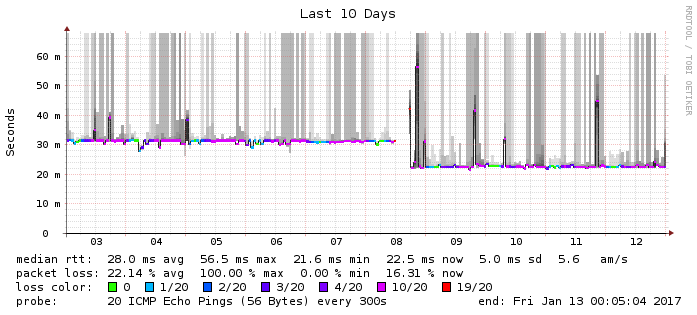 Last 10 Days
RRDTOOL / TOBI OETIKER
Seconds
60 m
50 m
40 m
30 m
20 m
10 m
0
03 04 05 06 07 08 09 10 11 12
median rtt: 28.0 ms avg 56.5 ms max 21.6 ms min 22.5 ms now 5.0 ms sd 5.6 am/s
packet loss: 22.14 % avg 100.00 % max 0.00 % min 16.31 % now
loss color: 0 1/20 2/20 3/20 4/20 10/20 19/20
probe: 20 ICMP Echo Pings (56 Bytes) every 300s end: Fri Jan 13 00:05:04 2017